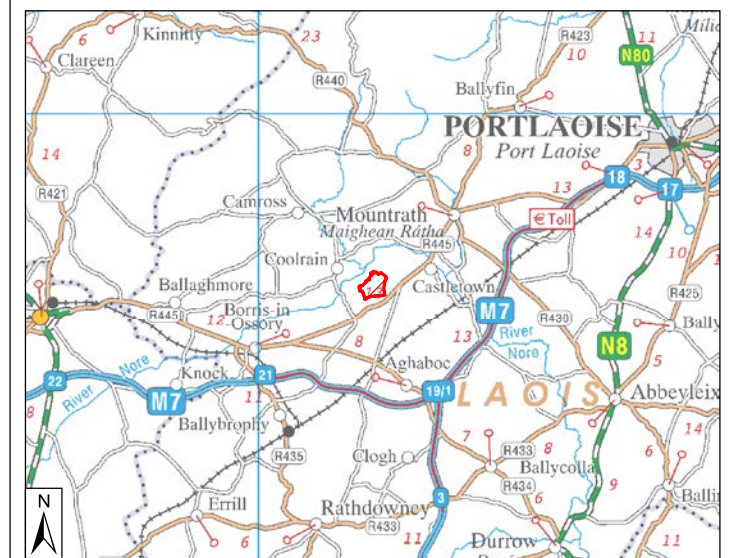 6
Kinnitty
23
R423
11
Clareen
10
N80
R440
Ballyfin
PORTLAOISE
Port Laoise
14
8
3
18
17
R421
13
Camross
Mountrath
Maighean Rátha
€ Toll
14
R445
10
Coolrain
Ballaghmore
Castletown
R425
R445
12
Borris-in
Ossory
M7
R430
13
River
Nore
Bally
8
N8
Knock
Aghaboc
5
22
21
River Nore
M7
11
19/1
LAOIS
Abbeyleix
8
Ballybrophy
7
8
14
R435
Clogh
R433
6
Ballycolla
R434
9
3
Errill
Rathdowney
6
Ballin
N
R433
6
11
Durrow
11